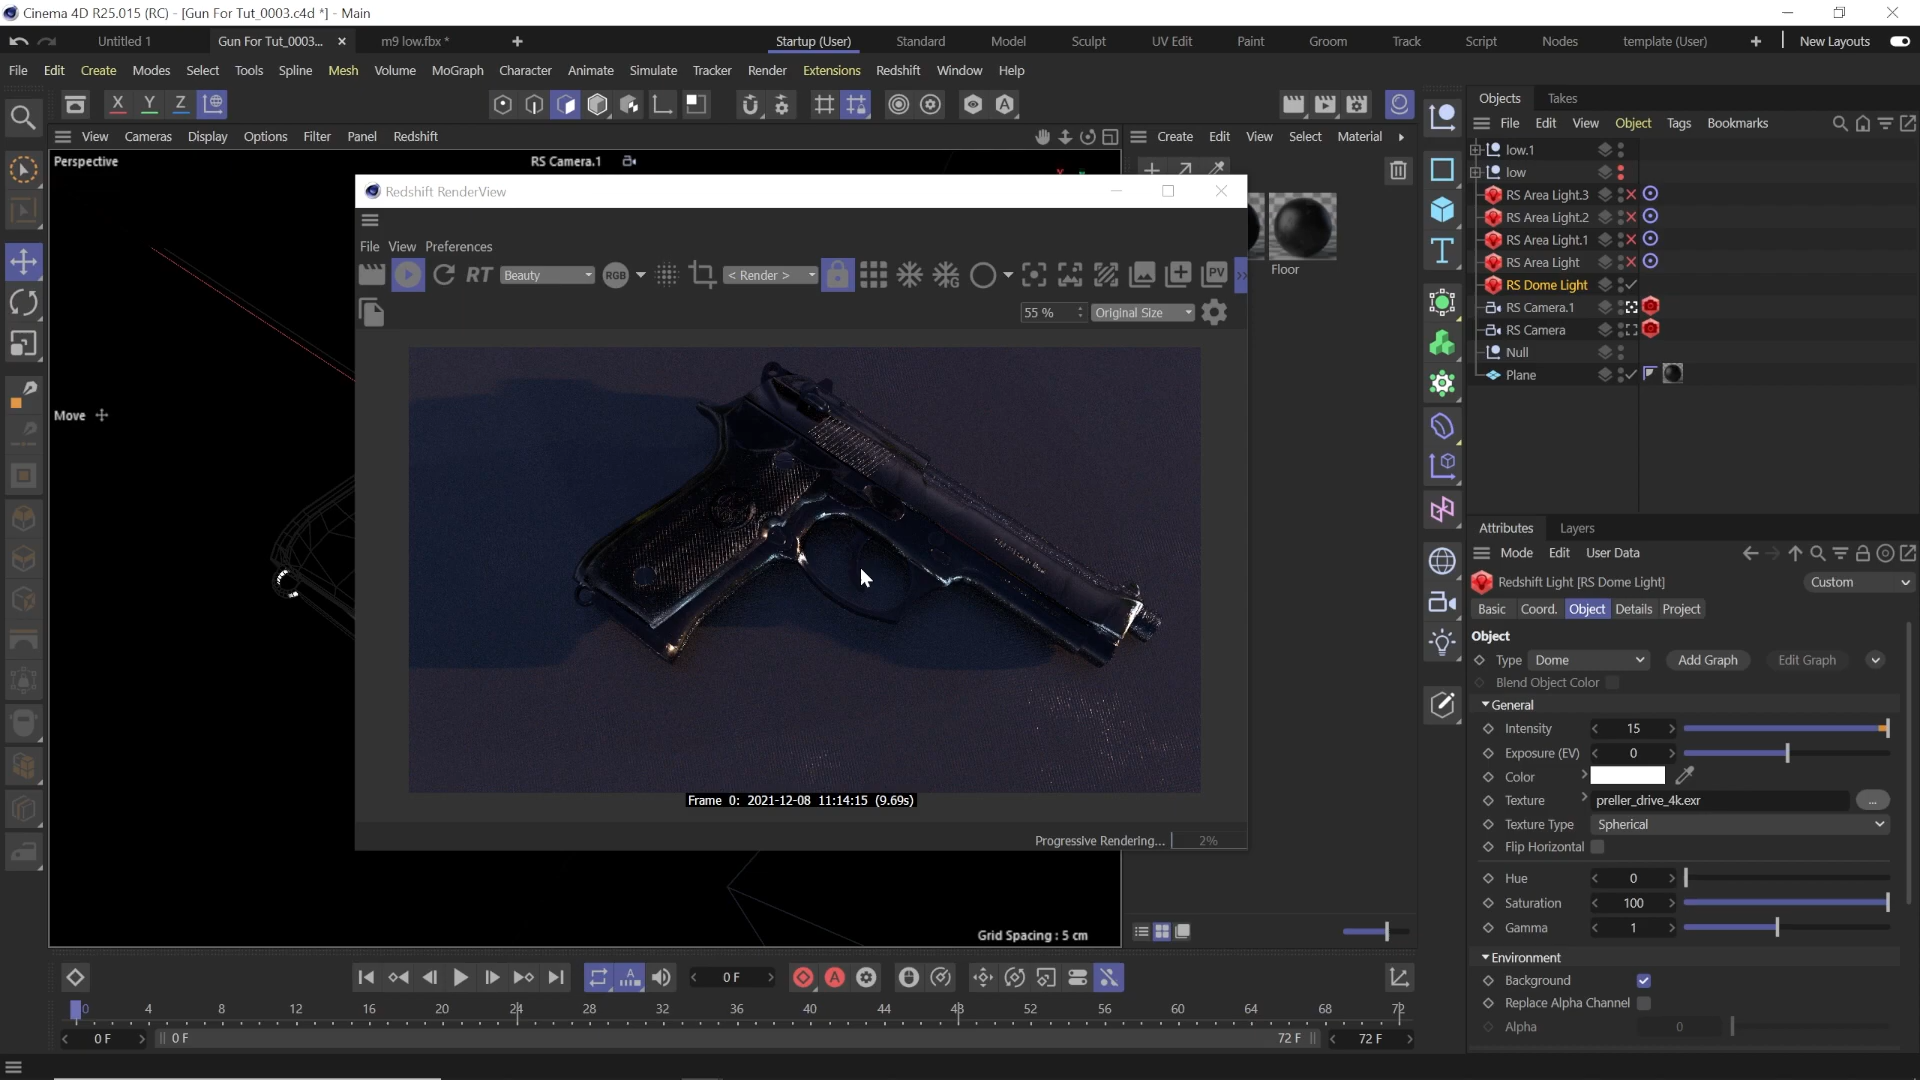 Cinema 4D R25.015 (RC) - [Gun For Tut_0003.c4d *] - Main
Untitled 1
Gun For Tut_0003...
m9 low.fbx *
Startup (User)
Standard
Model
Sculpt
UV Edit
Paint
Groom
Track
Script
Nodes
template (User)
New Layouts
File Edit Create Modes Select Tools Spline Mesh Volume MoGraph Character Animate Simulate Tracker Render Extensions Redshift Window Help
X Y Z
Objects Takes
View Cameras Display Options Filter Panel Redshift
Create Edit View Select Material
File Edit View Object Tags Bookmarks
Perspective
RS Camera.1
Redshift RenderView
File View Preferences
RT
Beauty
RGB
< Render >
PV
55 %
Original Size
Floor
Move
Frame 0: 2021-12-08 11:14:15 (9.69s)
Progressive Rendering...
2%
Grid Spacing : 5 cm
low.1
low
RS Area Light.3
RS Area Light.2
RS Area Light.1
RS Area Light
RS Dome Light
RS Camera.1
RS Camera
Null
Plane
Attributes Layers
Mode Edit User Data
Redshift Light [RS Dome Light]
Custom
Basic Coord. Object Details Project
Object
Type Dome Add Graph Edit Graph
Blend Object Color
General
Intensity 15
Exposure (EV) 0
Color
Texture preller_drive_4k.exr ...
Texture Type Spherical
Flip Horizontal
Hue 0
Saturation 100
Gamma 1
Environment
Background
Replace Alpha Channel
Alpha 0
0 F
0 4 8 12 16 20 24 28 32 36 40 44 48 52 56 60 64 68 72
0 F
0 F
72 F
72 F